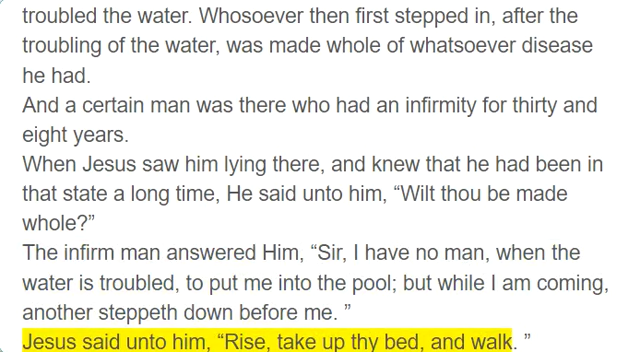 troubled the water. Whosoever then first stepped in, after the
troubling of the water, was made whole of whatsoever disease
he had.
And a certain man was there who had an infirmity for thirty and
eight years.
When Jesus saw him lying there, and knew that he had been in
that state a long time, He said unto him, “Wilt thou be made
whole?”
The infirm man answered Him, “Sir, I have no man, when the
water is troubled, to put me into the pool; but while I am coming,
another steppeth down before me. ”
Jesus said unto him, “Rise, take up thy bed, and walk. ”